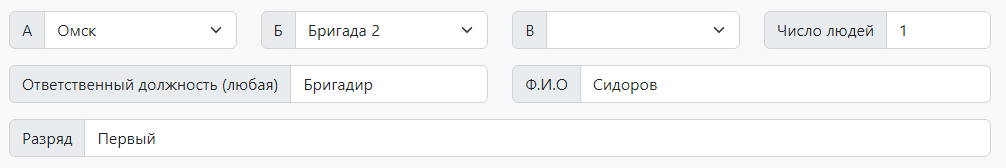 А Омск Б Бригада 2 В Число людей 1
Ответственный должность (любая) Бригадир Ф.И.О Сидоров
Разряд Первый